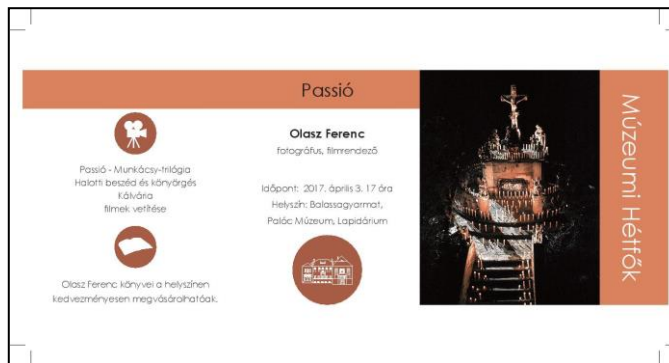 Passió
Passió - Munkácsy-trilógia
Halotti beszéd és könyörgés
Kálvária
filmek vetítése
Olasz Ferenc könyvei a helyszínen
kedvezményesen megvásárolhatóak.
Olasz Ferenc
fotográfus, filmrendező
Időpont: 2017. április 3. 17 óra
Helyszín: Balassagyarmat,
Palóc Múzeum, Lapidárium
Múzeumi Hétfők